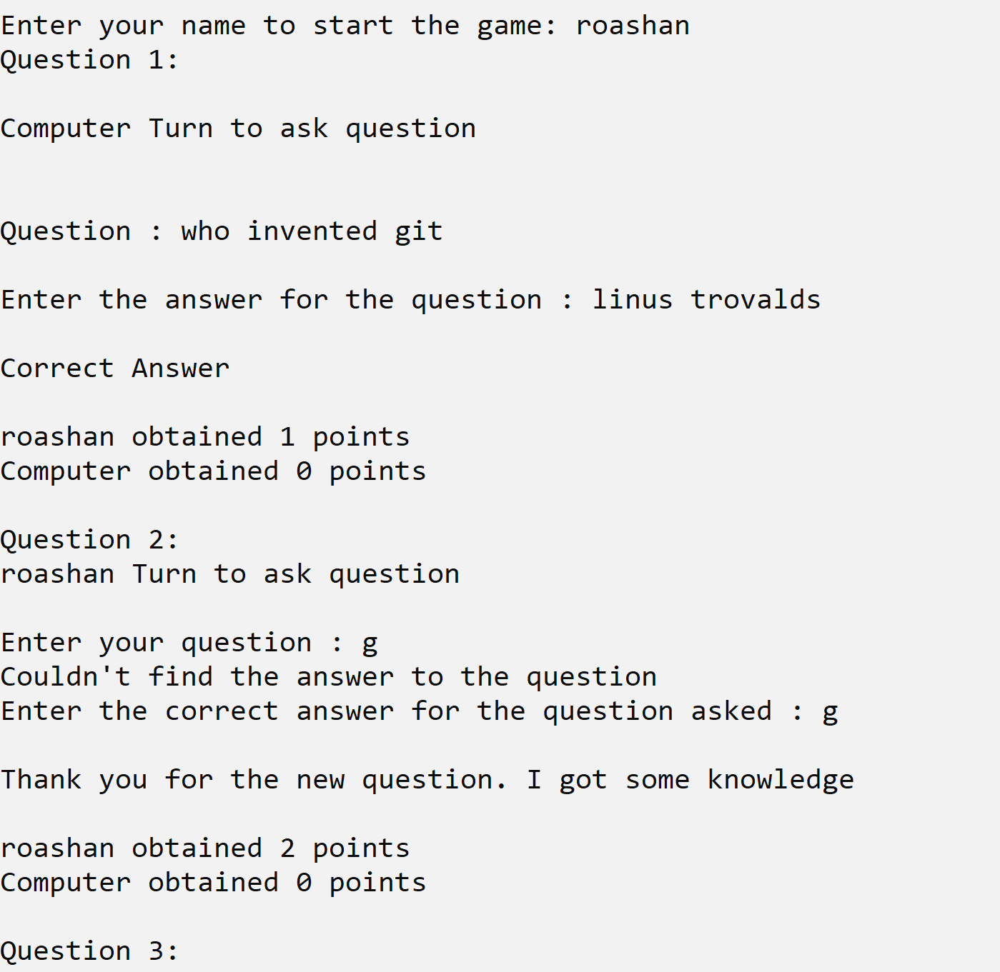 Enter your name to start the game: roashan
Question 1:
Computer Turn to ask question
Question : who invented git
Enter the answer for the question : linus trovalds
Correct Answer
roashan obtained 1 points
Computer obtained 0 points
Question 2:
roashan Turn to ask question
Enter your question : g
Couldn't find the answer to the question
Enter the correct answer for the question asked : g
Thank you for the new question. I got some knowledge
roashan obtained 2 points
Computer obtained 0 points
Question 3: